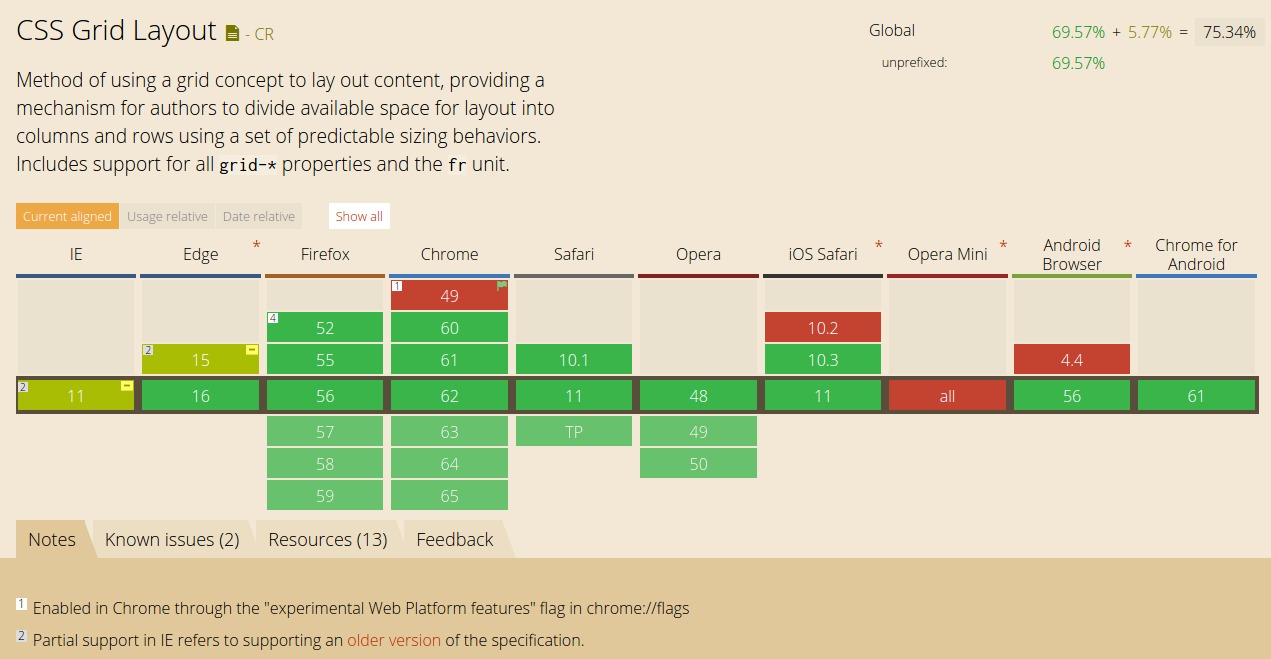 CSS Grid Layout - CR
Global 69.57% + 5.77% = 75.34%
unprefixed: 69.57%
Method of using a grid concept to lay out content, providing a
mechanism for authors to divide available space for layout into
columns and rows using a set of predictable sizing behaviors.
Includes support for all grid-* properties and the fr unit.
Current aligned Usage relative Date relative Show all
IE Edge * Firefox Chrome Safari Opera iOS Safari * Opera Mini * Android Browser * Chrome for Android
1 49
4 52 60 10.2
2 15 55 61 10.1 10.3 4.4
2 11 16 56 62 11 48 11 all 56 61
57 63 TP 49
58 64 50
59 65
Notes Known issues (2) Resources (13) Feedback
1 Enabled in Chrome through the "experimental Web Platform features" flag in chrome://flags
2 Partial support in IE refers to supporting an older version of the specification.